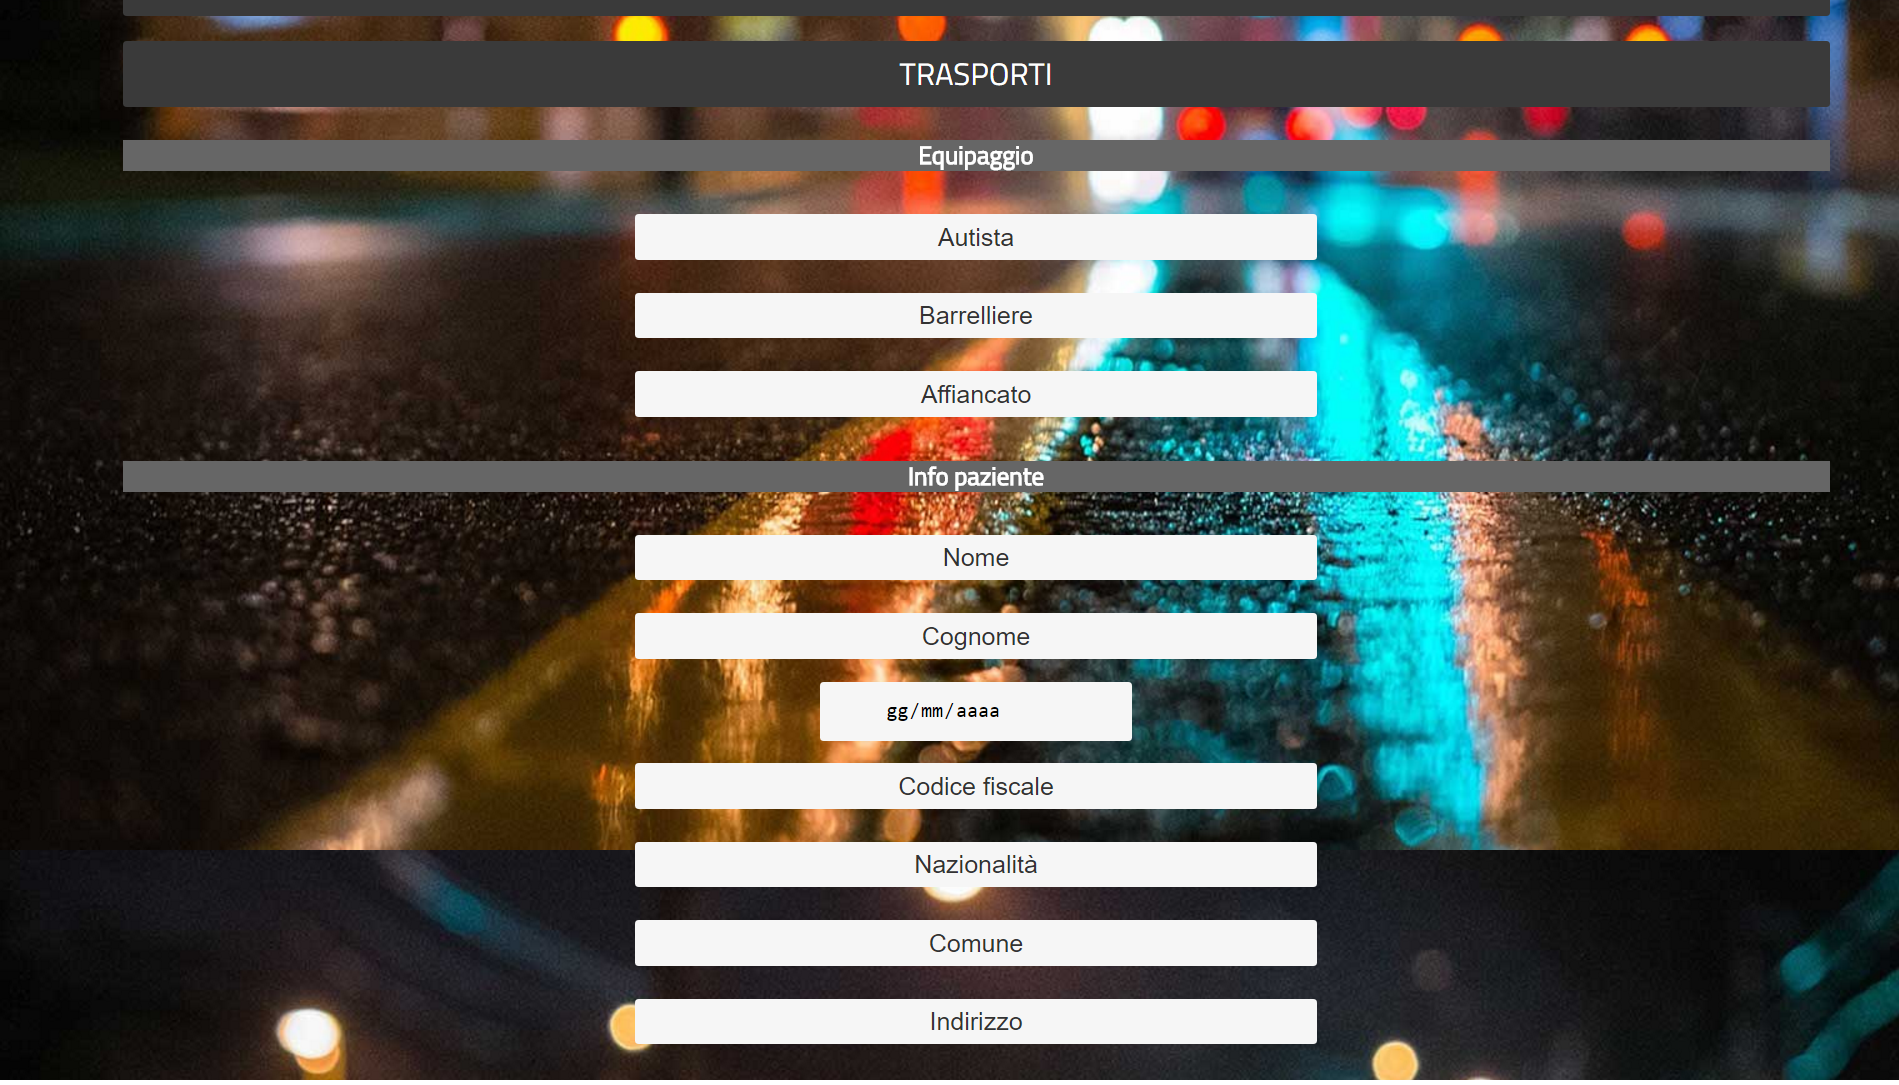 TRASPORTI
Equipaggio
Autista
Barrelliere
Affiancato
Info paziente
Nome
Cognome
gg/mm/aaaa
Codice fiscale
Nazionalità
Comune
Indirizzo